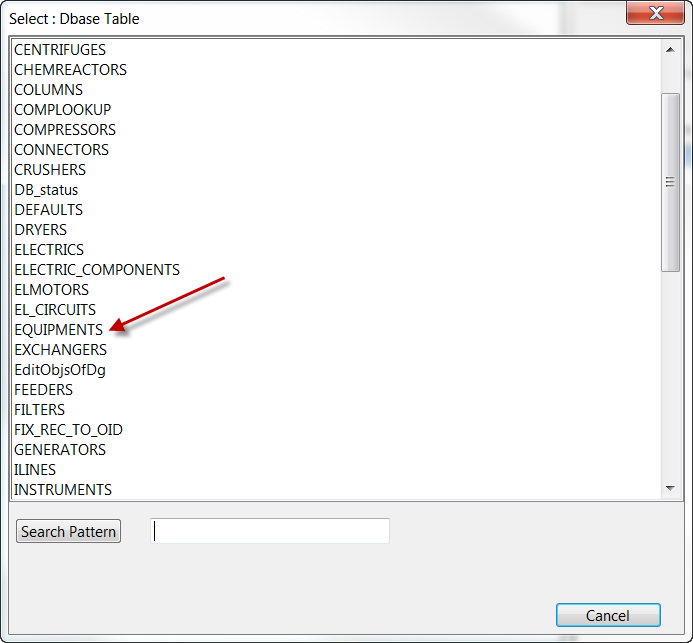 Select : Dbase Table
CENTRIFUGES
CHEMREACTORS
COLUMNS
COMPLOOKUP
COMPRESSORS
CONNECTORS
CRUSHERS
DB_status
DEFAULTS
DRYERS
ELECTRICS
ELECTRIC_COMPONENTS
ELMOTORS
EL_CIRCUITS
EQUIPMENTS
EXCHANGERS
EditObjsOfDg
FEEDERS
FILTERS
FIX_REC_TO_OID
GENERATORS
ILINES
INSTRUMENTS
Search Pattern
Cancel